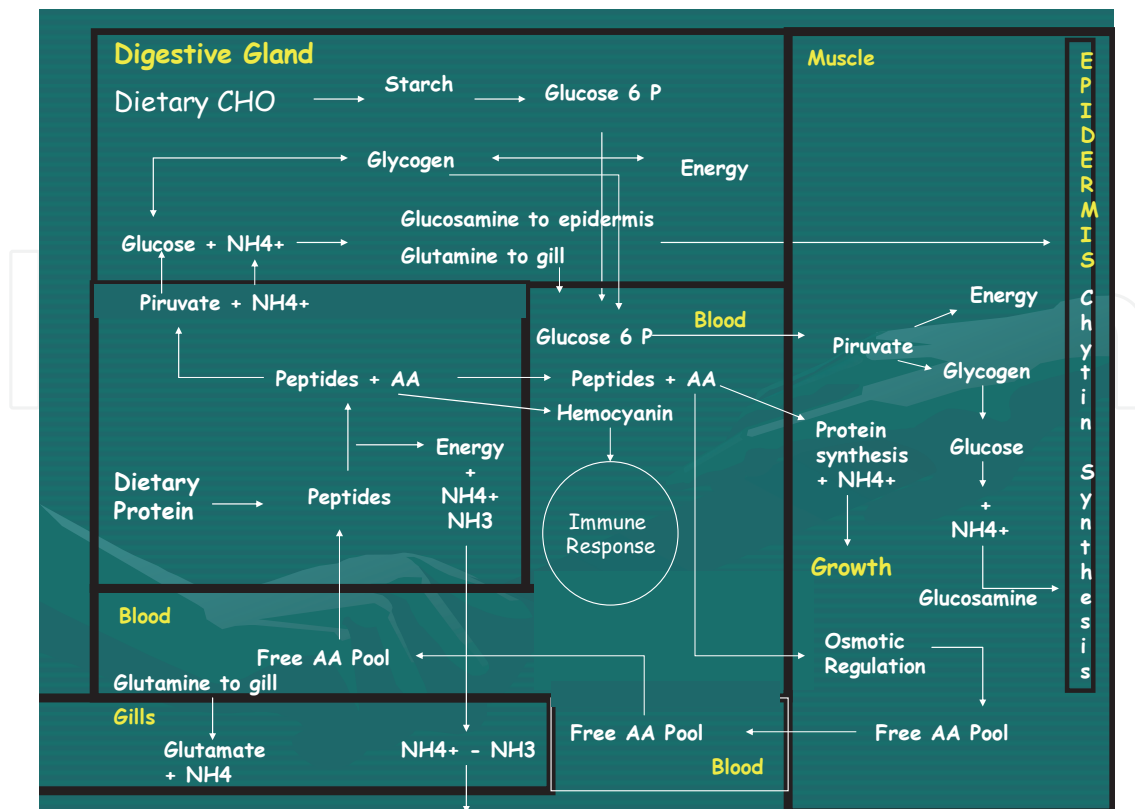 Digestive Gland
Dietary CHO
Starch
Glucose 6 P
Glycogen
Energy
Glucosamine to epidermis
Glucose + NH4+
Glutamine to gill
Piruvate + NH4+
Peptides + AA
Energy
+
NH4+
NH3
Dietary
Protein
Peptides
Blood
Glucose 6 P
Peptides + AA
Hemocyanin
Immune
Response
Blood
Free AA Pool
Glutamine to gill
Gills
Glutamate
+ NH4
NH4+ - NH3
Free AA Pool
Blood
Muscle
Piruvate
Energy
Glycogen
Protein
synthesis
+ NH4+
Growth
Glucose
+
NH4+
Glucosamine
Osmotic
Regulation
Free AA Pool
EPIDERMIS Chytin Synthesis